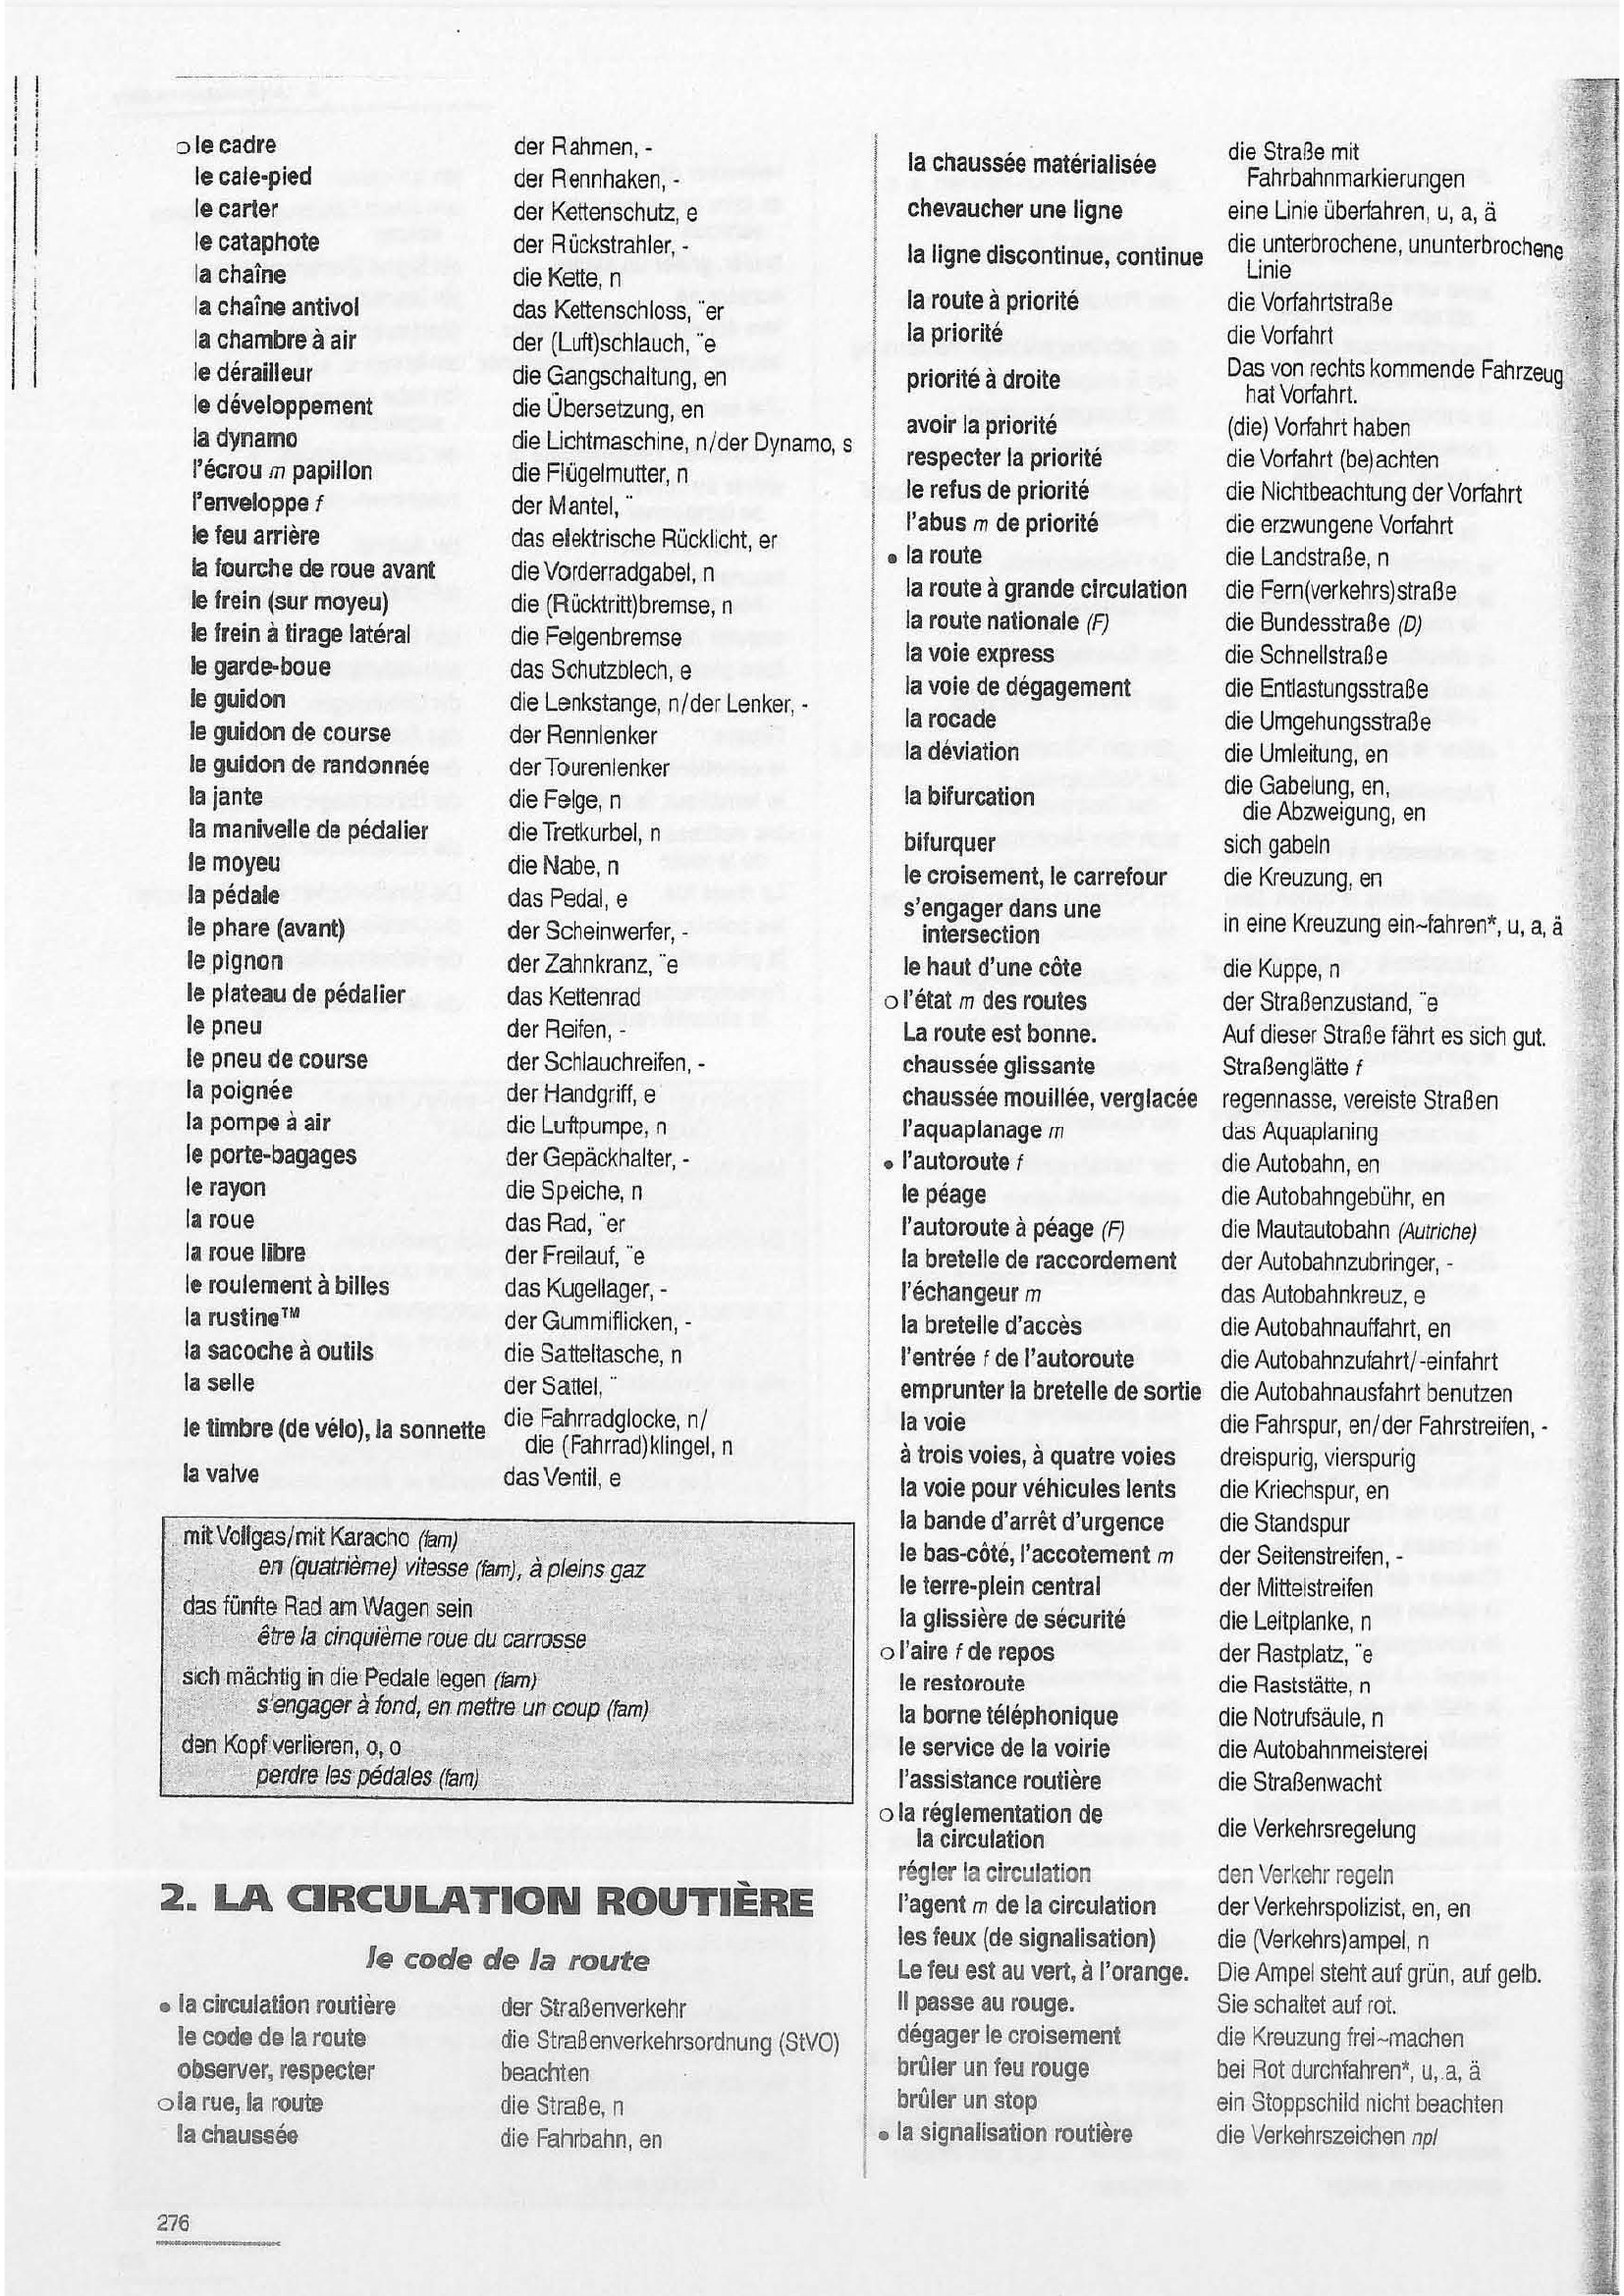 o le cadre der Rahmen, -
le cale-pied der Rennhaken, -
le carter der Kettenschutz, e
le cataphote der Rückstrahler, -
la chaîne die Kette, n
la chaîne antivol das Kettenschloss, ¨er
la chambre à air der (Luft)schlauch, ¨e
le dérailleur die Gangschaltung, en
le développement die Übersetzung, en
la dynamo die Lichtmaschine, n/der Dynamo, s
l'écrou m papillon die Flügelmutter, n
l'enveloppe f der Mantel, ¨
le feu arrière das elektrische Rücklicht, er
la fourche de roue avant die Vorderradgabel, n
le frein (sur moyeu) die (Rücktritt)bremse, n
le frein à tirage latéral die Felgenbremse
le garde-boue das Schutzblech, e
le guidon die Lenkstange, n/der Lenker, -
le guidon de course der Rennlenker
le guidon de randonnée der Tourenlenker
la jante die Felge, n
la manivelle de pédalier die Tretkurbel, n
le moyeu die Nabe, n
la pédale das Pedal, e
le phare (avant) der Scheinwerfer, -
le pignon der Zahnkranz, ¨e
le plateau de pédalier das Kettenrad
le pneu der Reifen, -
le pneu de course der Schlauchreifen, -
la poignée der Handgriff, e
la pompe à air die Luftpumpe, n
le porte-bagages der Gepäckhalter, -
le rayon die Speiche, n
la roue das Rad, ¨er
la roue libre der Freilauf, ¨e
le roulement à billes das Kugellager, -
la rustine™ der Gummiflicken, -
la sacoche à outils die Satteltasche, n
la selle der Sattel, ¨
le timbre (de vélo), la sonnette die Fahrradglocke, n/
die (Fahrrad)klingel, n
la valve das Ventil, e
mit Vollgas/mit Karacho (fam)
en (quatrième) vitesse (fam), à pleins gaz
das fünfte Rad am Wagen sein
être la cinquième roue du carrosse
sich mächtig in die Pedale legen (fam)
s'engager à fond, en mettre un coup (fam)
den Kopf verlieren, o, o
perdre les pédales (fam)
2. LA CIRCULATION ROUTIÈRE
le code de la route
• la circulation routière der Straßenverkehr
le code de la route die Straßenverkehrsordnung (StVO)
observer, respecter beachten
o la rue, la route die Straße, n
la chaussée die Fahrbahn, en
276
la chaussée matérialisée die Straße mit
Fahrbahnmarkierungen
chevaucher une ligne eine Linie überfahren, u, a, ä
la ligne discontinue, continue die unterbrochene, ununterbrochene
Linie
la route à priorité die Vorfahrtstraße
la priorité die Vorfahrt
priorité à droite Das von rechts kommende Fahrzeug
hat Vorfahrt.
avoir la priorité (die) Vorfahrt haben
respecter la priorité die Vorfahrt (be)achten
le refus de priorité die Nichtbeachtung der Vorfahrt
l'abus m de priorité die erzwungene Vorfahrt
• la route die Landstraße, n
la route à grande circulation die Fern(verkehrs)straße
la route nationale (F) die Bundesstraße (D)
la voie express die Schnellstraße
la voie de dégagement die Entlastungsstraße
la rocade die Umgehungsstraße
la déviation die Umleitung, en
la bifurcation die Gabelung, en,
die Abzweigung, en
bifurquer sich gabeln
le croisement, le carrefour die Kreuzung, en
s'engager dans une
intersection in eine Kreuzung ein~fahren*, u, a, ä
le haut d'une côte die Kuppe, n
o l'état m des routes der Straßenzustand, ¨e
La route est bonne. Auf dieser Straße fährt es sich gut.
chaussée glissante Straßenglätte f
chaussée mouillée, verglacée regennasse, vereiste Straßen
l'aquaplanage m das Aquaplaning
• l'autoroute f die Autobahn, en
le péage die Autobahngebühr, en
l'autoroute à péage (F) die Mautautobahn (Autriche)
la bretelle de raccordement der Autobahnzubringer, -
l'échangeur m das Autobahnkreuz, e
la bretelle d'accès die Autobahnauffahrt, en
l'entrée f de l'autoroute die Autobahnzufahrt/-einfahrt
emprunter la bretelle de sortie die Autobahnausfahrt benutzen
la voie die Fahrspur, en/der Fahrstreifen, -
à trois voies, à quatre voies dreispurig, vierspurig
la voie pour véhicules lents die Kriechspur, en
la bande d'arrêt d'urgence die Standspur
le bas-côté, l'accotement m der Seitenstreifen, -
le terre-plein central der Mittelstreifen
la glissière de sécurité die Leitplanke, n
o l'aire f de repos der Rastplatz, ¨e
le restoroute die Raststätte, n
la borne téléphonique die Notrufsäule, n
le service de la voirie die Autobahnmeisterei
l'assistance routière die Straßenwacht
o la réglementation de
la circulation die Verkehrsregelung
régler la circulation den Verkehr regeln
l'agent m de la circulation der Verkehrspolizist, en, en
les feux (de signalisation) die (Verkehrs)ampel, n
Le feu est au vert, à l'orange. Die Ampel steht auf grün, auf gelb.
Il passe au rouge. Sie schaltet auf rot.
dégager le croisement die Kreuzung frei~machen
brûler un feu rouge bei Rot durchfahren*, u, a, ä
brûler un stop ein Stoppschild nicht beachten
• la signalisation routière die Verkehrszeichen npl